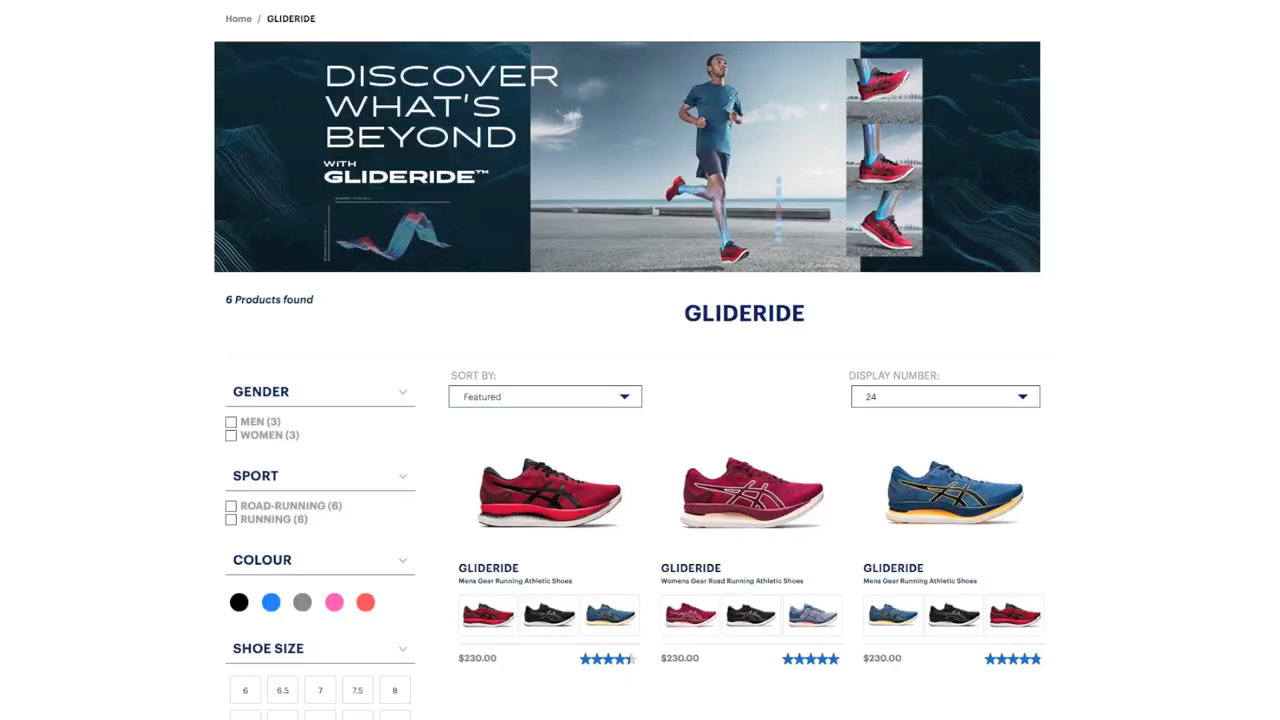 Home / GLIDERIDE
DISCOVER
WHAT'S
BEYOND
WITH
GLIDERIDE™
6 Products found
GLIDERIDE
SORT BY:
DISPLAY NUMBER:
Featured
24
GENDER
MEN (3)
WOMEN (3)
SPORT
ROAD-RUNNING (6)
RUNNING (6)
COLOUR
SHOE SIZE
6 6.5 7 7.5 8
GLIDERIDE
Mens Gear Running Athletic Shoes
$230.00
GLIDERIDE
Womens Gear Road Running Athletic Shoes
$230.00
GLIDERIDE
Mens Gear Running Athletic Shoes
$230.00